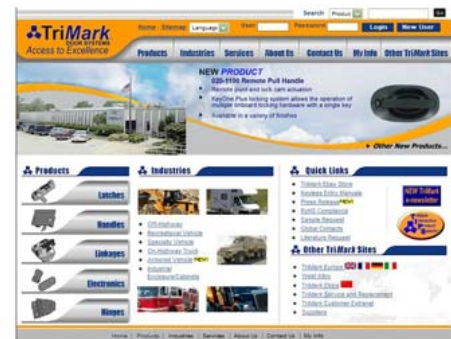 Search Produc Go
TriMark
DOOR SYSTEMS
Access to Excellence
Home Sitemap Language User Password Login New User
Products Industries Services About Us Contact Us My Info Other TriMark Sites
NEW PRODUCT
020-1100 Remote Pull Handle
Remote point and lock cam actuation
KeyOne Plus locking system allows the operation of
multiple onboard locking hardware with a single key
Available in a variety of finishes
Other New Products...
Products
Latches
Handles
Linkages
Electronics
Hinges
Industries
Off-Highway
Recreational Vehicle
Specialty Vehicle
On-Highway Truck
Armored Vehicle NEW
Industrial
Enclosure/Cabinets
Quick Links
TriMark Ebay Store
Keyless Entry Manuals
Press Release NEW
RoHS Compliance
Sample Request
Global Contacts
Literature Request
NEW TriMark
e-newsletter
Other TriMark Sites
TriMark Europe
West Alloy
TriMark China
TriMark Service and Replacement
TriMark Customer Extranet
Suppliers
Home | Products | Industries | Services | About Us | Contact Us | My Info